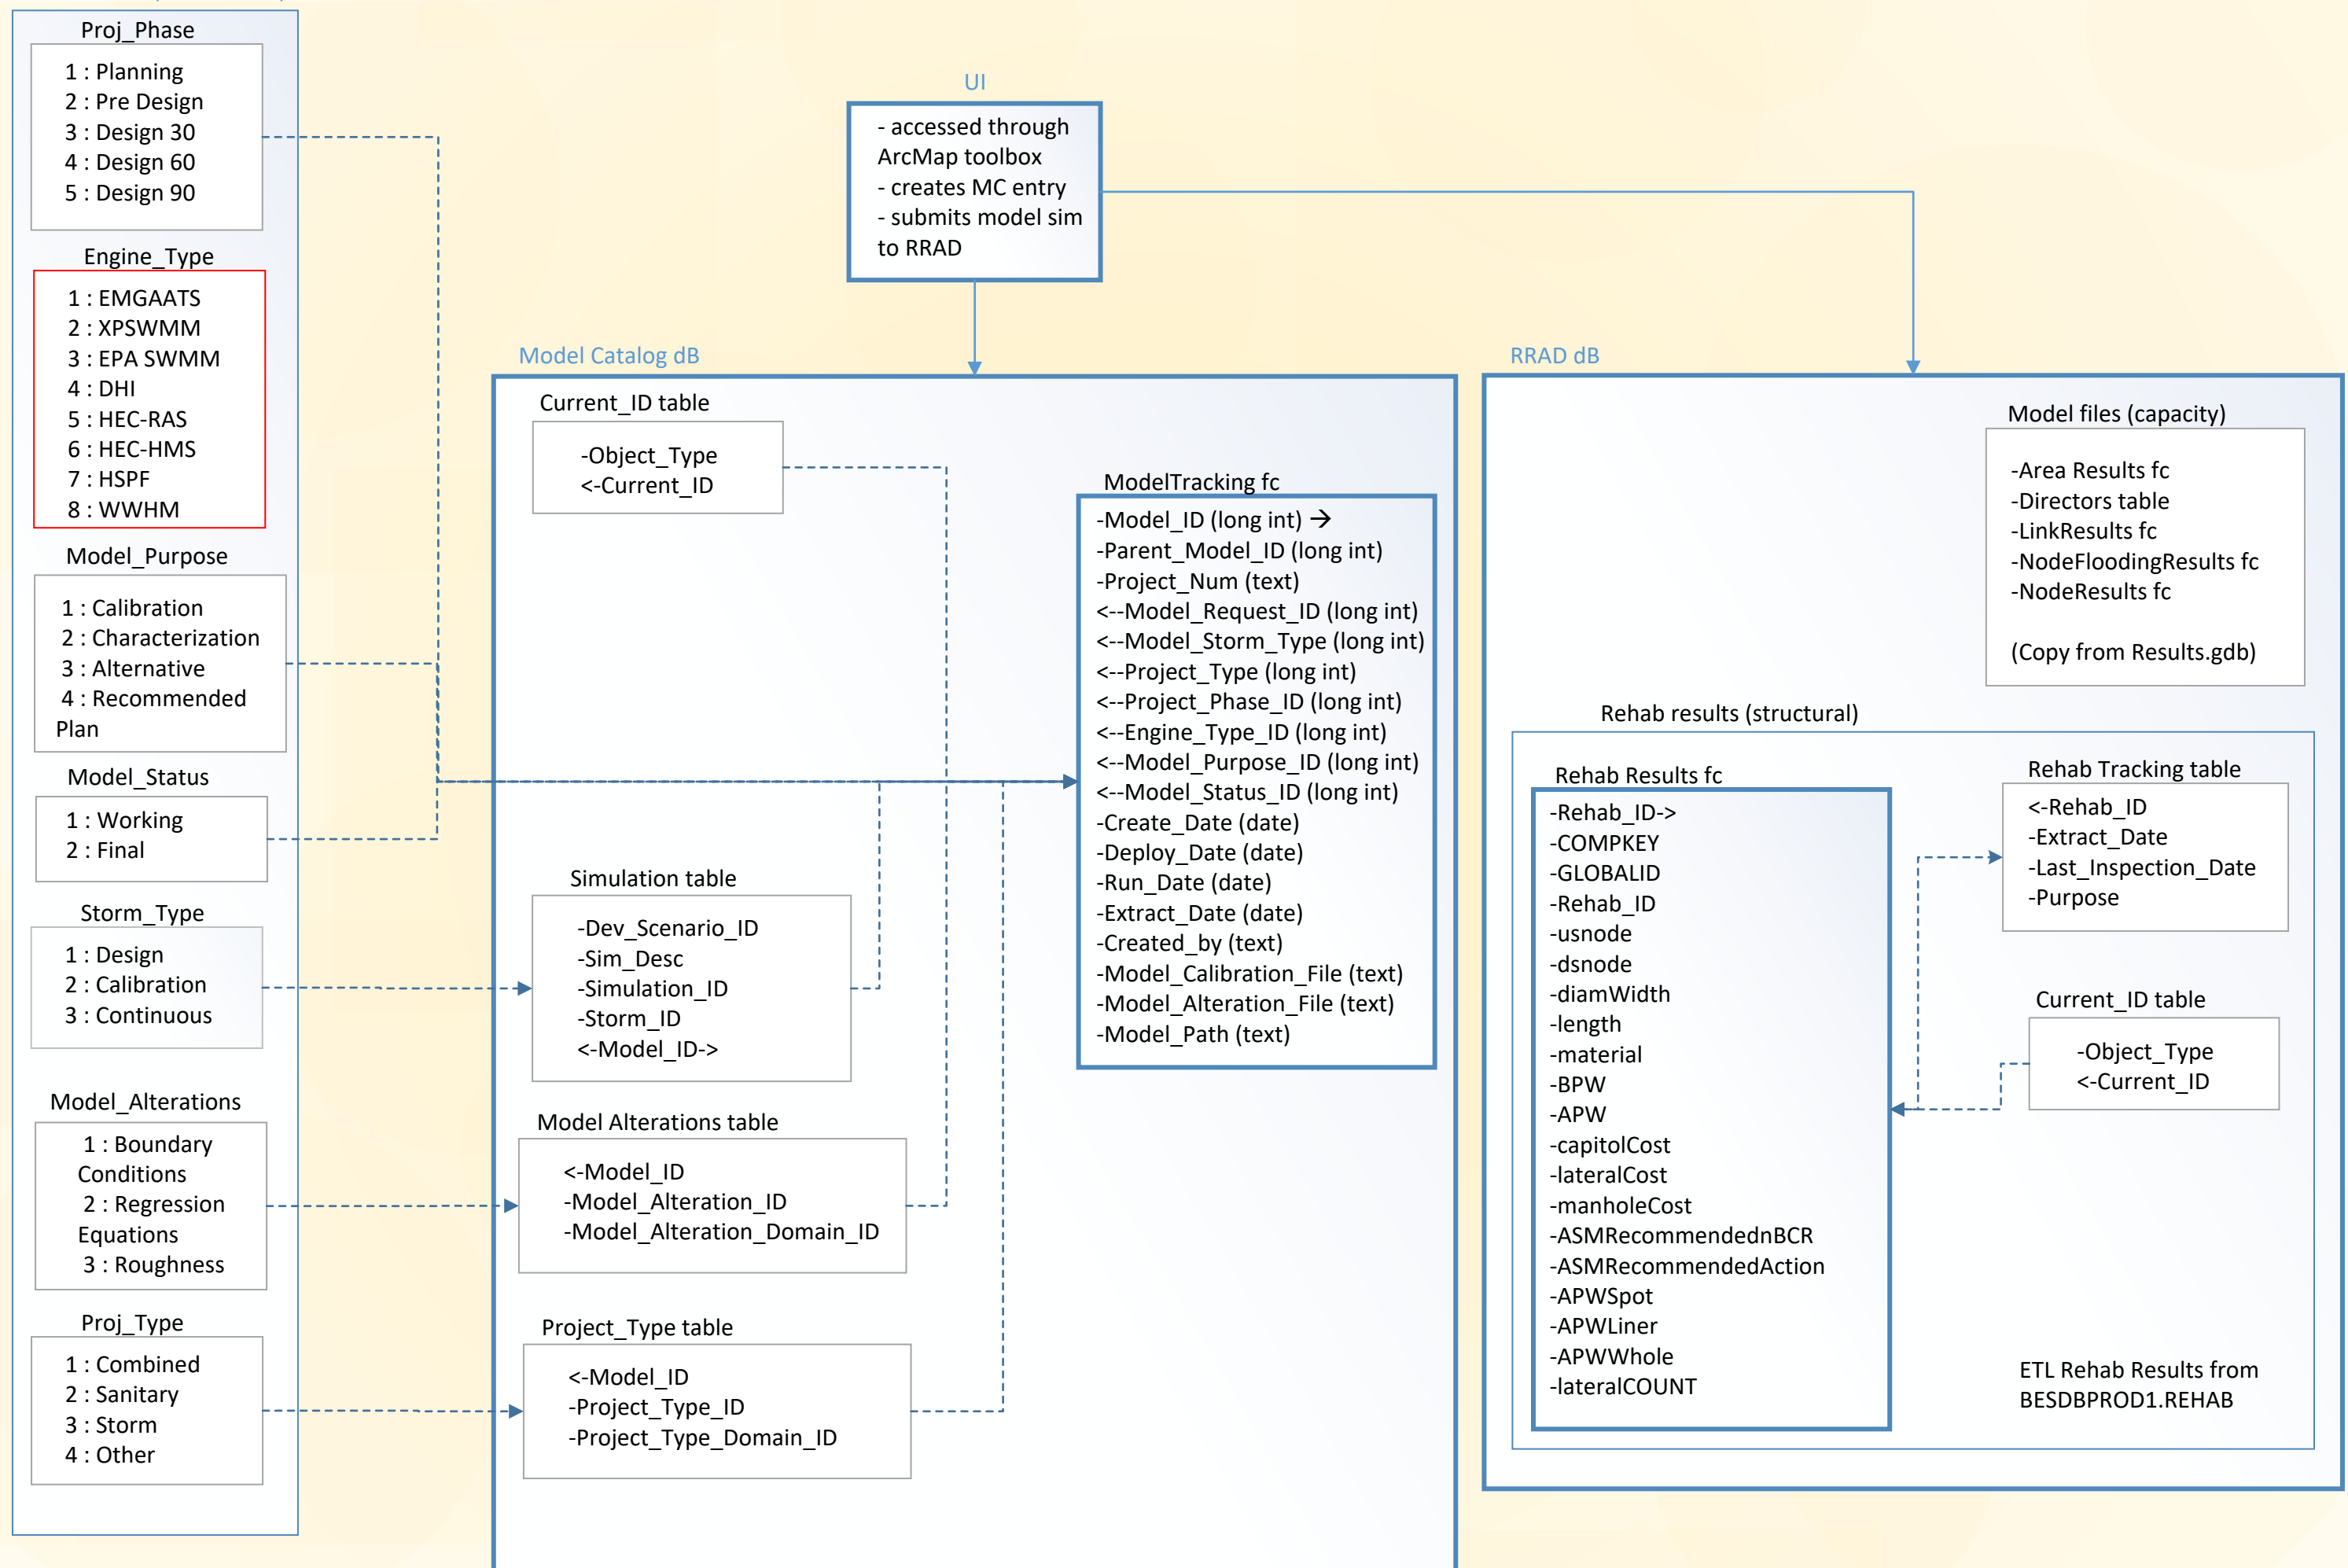 Proj_Phase
1 : Planning
2 : Pre Design
3 : Design 30
4 : Design 60
5 : Design 90
Engine_Type
1 : EMGAATS
2 : XPSWMM
3 : EPA SWMM
4 : DHI
5 : HEC-RAS
6 : HEC-HMS
7 : HSPF
8 : WWHM
Model_Purpose
1 : Calibration
2 : Characterization
3 : Alternative
4 : Recommended
Plan
Model_Status
1 : Working
2 : Final
Storm_Type
1 : Design
2 : Calibration
3 : Continuous
Model_Alterations
1 : Boundary
Conditions
2 : Regression
Equations
3 : Roughness
Proj_Type
1 : Combined
2 : Sanitary
3 : Storm
4 : Other
UI
- accessed through
ArcMap toolbox
- creates MC entry
- submits model sim
to RRAD
Model Catalog dB
Current_ID table
-Object_Type
<-Current_ID
Simulation table
-Dev_Scenario_ID
-Sim_Desc
-Simulation_ID
-Storm_ID
<-Model_ID->
Model Alterations table
<-Model_ID
-Model_Alteration_ID
-Model_Alteration_Domain_ID
Project_Type table
<-Model_ID
-Project_Type_ID
-Project_Type_Domain_ID
ModelTracking fc
-Model_ID (long int) →
-Parent_Model_ID (long int)
-Project_Num (text)
<--Model_Request_ID (long int)
<--Model_Storm_Type (long int)
<--Project_Type (long int)
<--Project_Phase_ID (long int)
<--Engine_Type_ID (long int)
<--Model_Purpose_ID (long int)
<--Model_Status_ID (long int)
-Create_Date (date)
-Deploy_Date (date)
-Run_Date (date)
-Extract_Date (date)
-Created_by (text)
-Model_Calibration_File (text)
-Model_Alteration_File (text)
-Model_Path (text)
RRAD dB
Model files (capacity)
-Area Results fc
-Directors table
-LinkResults fc
-NodeFloodingResults fc
-NodeResults fc
(Copy from Results.gdb)
Rehab results (structural)
Rehab Results fc
-Rehab_ID->
-COMPKEY
-GLOBALID
-Rehab_ID
-usnode
-dsnode
-diamWidth
-length
-material
-BPW
-APW
-capitolCost
-lateralCost
-manholeCost
-ASMRecommendednBCR
-ASMRecommendedAction
-APWSpot
-APWLiner
-APWWhole
-lateralCOUNT
Rehab Tracking table
<-Rehab_ID
-Extract_Date
-Last_Inspection_Date
-Purpose
Current_ID table
-Object_Type
<-Current_ID
ETL Rehab Results from
BESDBPROD1.REHAB